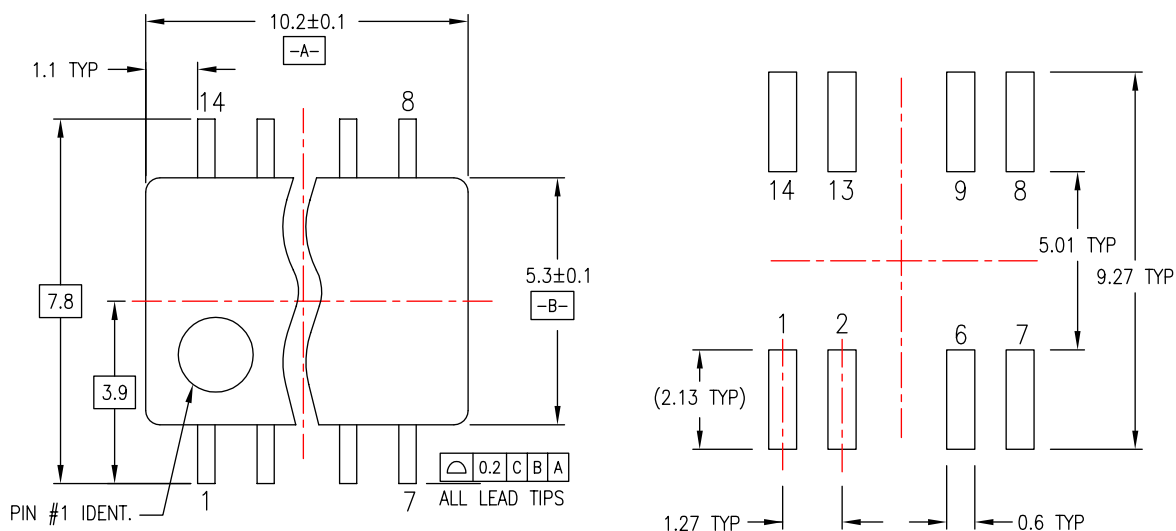 10.2±0.1
-A-
1.1 TYP
14
8
7.8
3.9
5.3±0.1
-B-
0.2 C B A
ALL LEAD TIPS
1
7
PIN #1 IDENT.
14 13 9 8
5.01 TYP
9.27 TYP
1 2 6 7
(2.13 TYP)
1.27 TYP
0.6 TYP